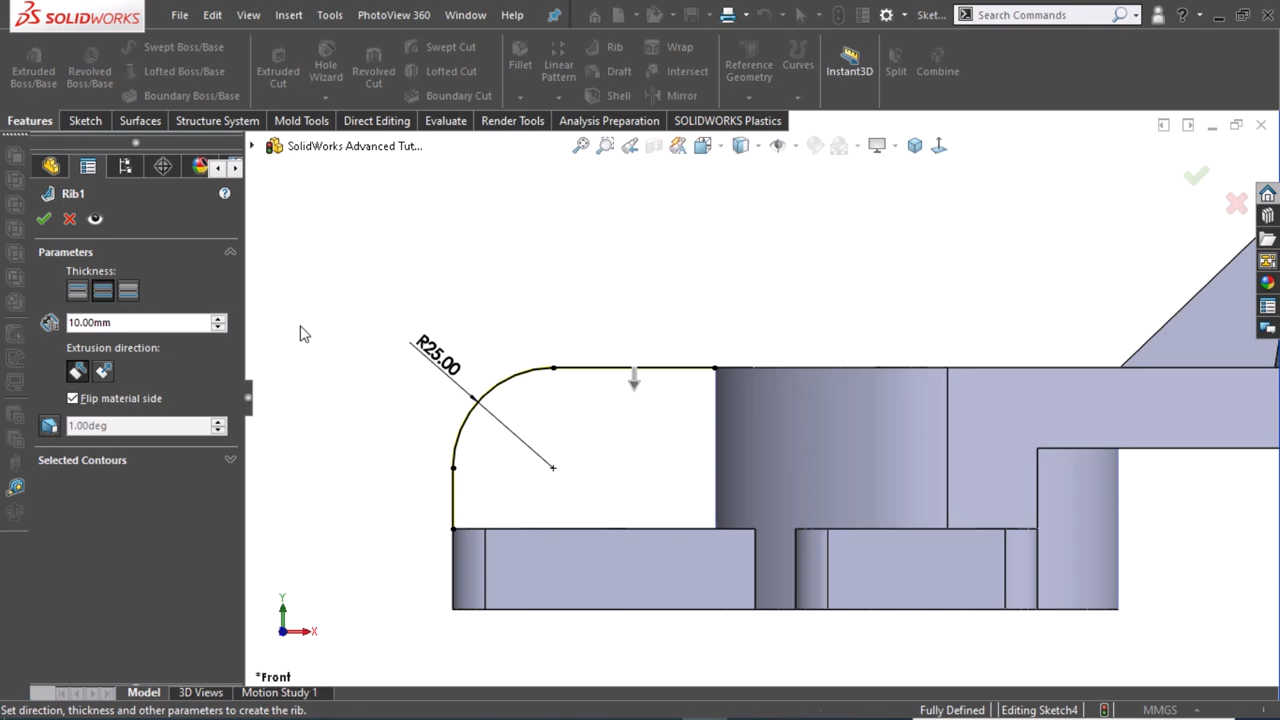 SOLIDWORKS File Edit View Insert Tools PhotoView 360 Window Help Sket... Search Commands ?
Extruded Boss/Base
Revolved Boss/Base
Swept Boss/Base
Lofted Boss/Base
Boundary Boss/Base
Extruded Cut
Hole Wizard
Revolved Cut
Swept Cut
Lofted Cut
Boundary Cut
Fillet
Linear Pattern
Rib
Draft
Shell
Wrap
Intersect
Mirror
Reference Geometry
Curves
Instant3D
Split
Combine
Features Sketch Surfaces Structure System Mold Tools Direct Editing Evaluate Render Tools Analysis Preparation SOLIDWORKS Plastics
SolidWorks Advanced Tut...
Rib1
Parameters
Thickness:
10.00mm
Extrusion direction:
Flip material side
1.00deg
Selected Contours
R25.00
Y
X
*Front
Model 3D Views Motion Study 1
Set direction, thickness and other parameters to create the rib. Fully Defined Editing Sketch4 MMGS